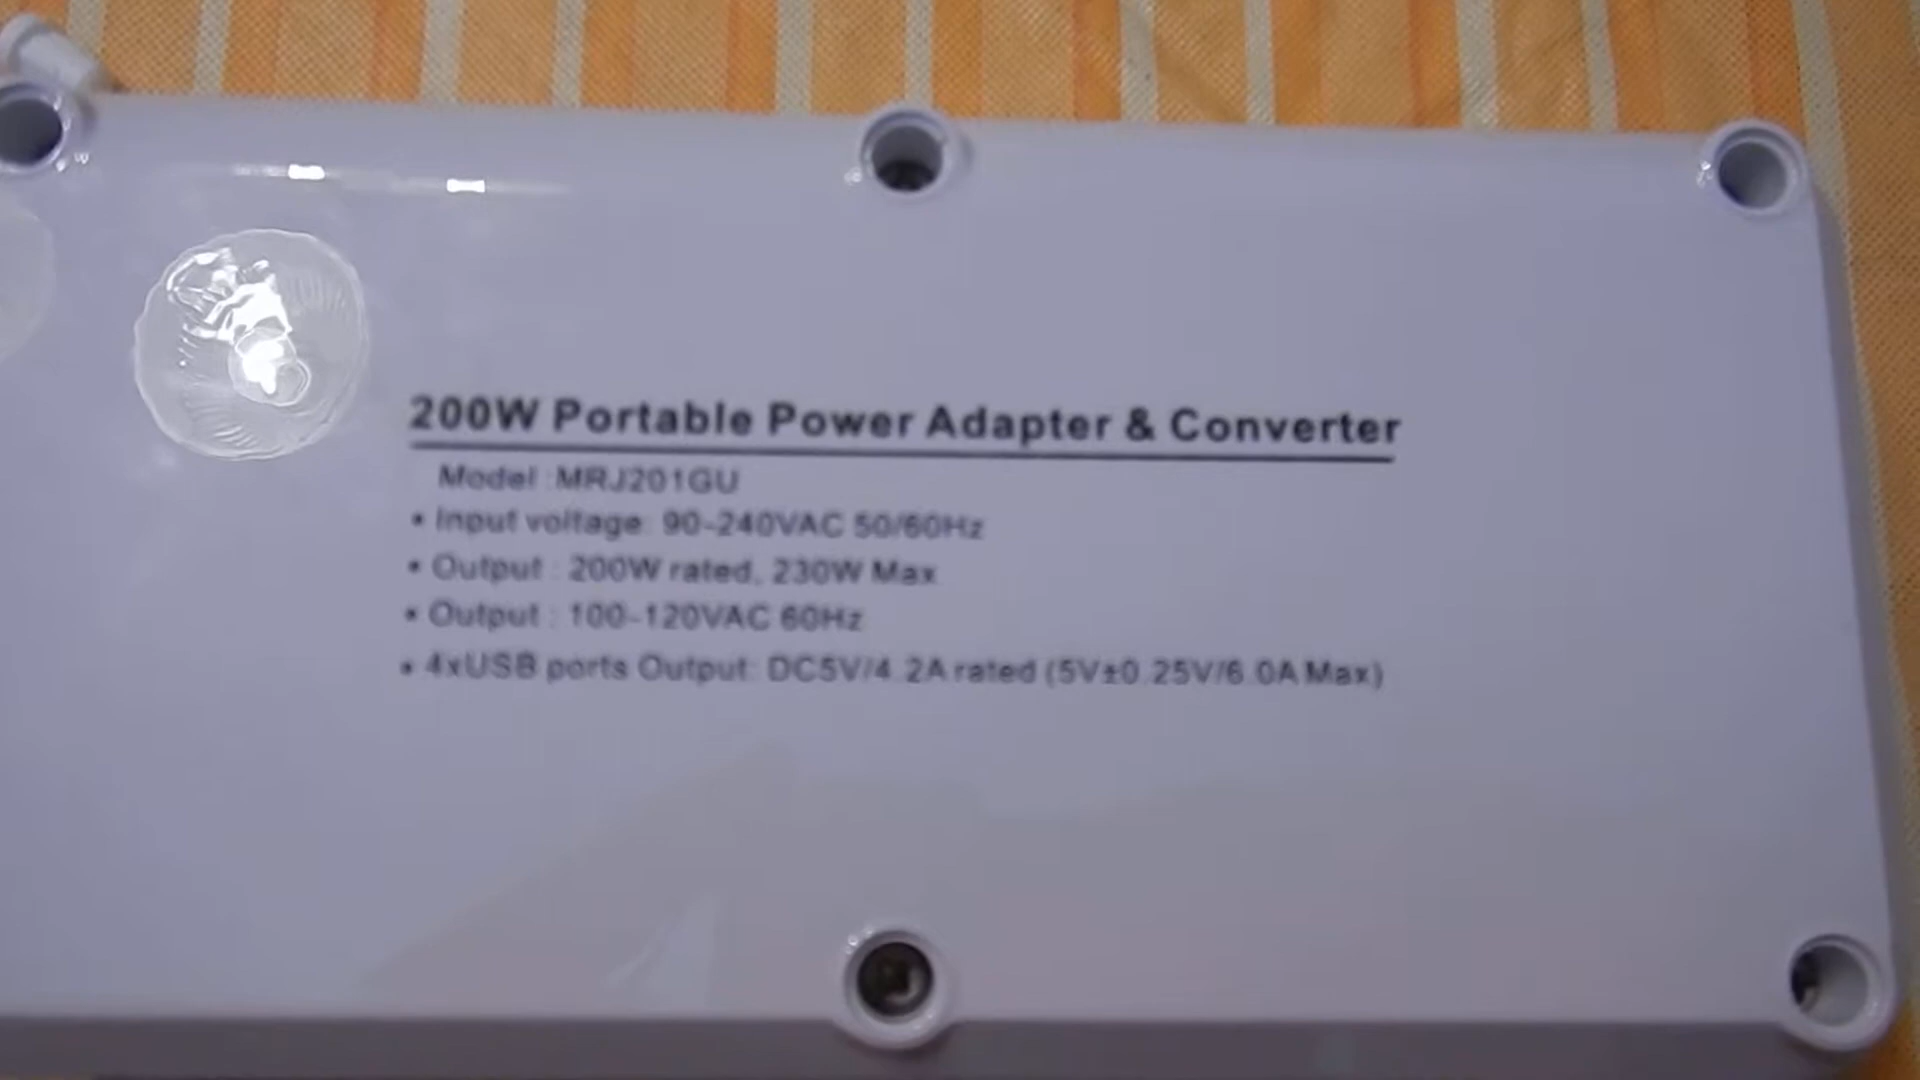 200W Portable Power Adapter & Converter
Model :MRJ201GU
• Input voltage: 90-240VAC 50/60Hz
• Output : 200W rated, 230W Max
• Output : 100-120VAC 60Hz
• 4xUSB ports Output: DC5V/4.2A rated (5V±0.25V/6.0A Max)